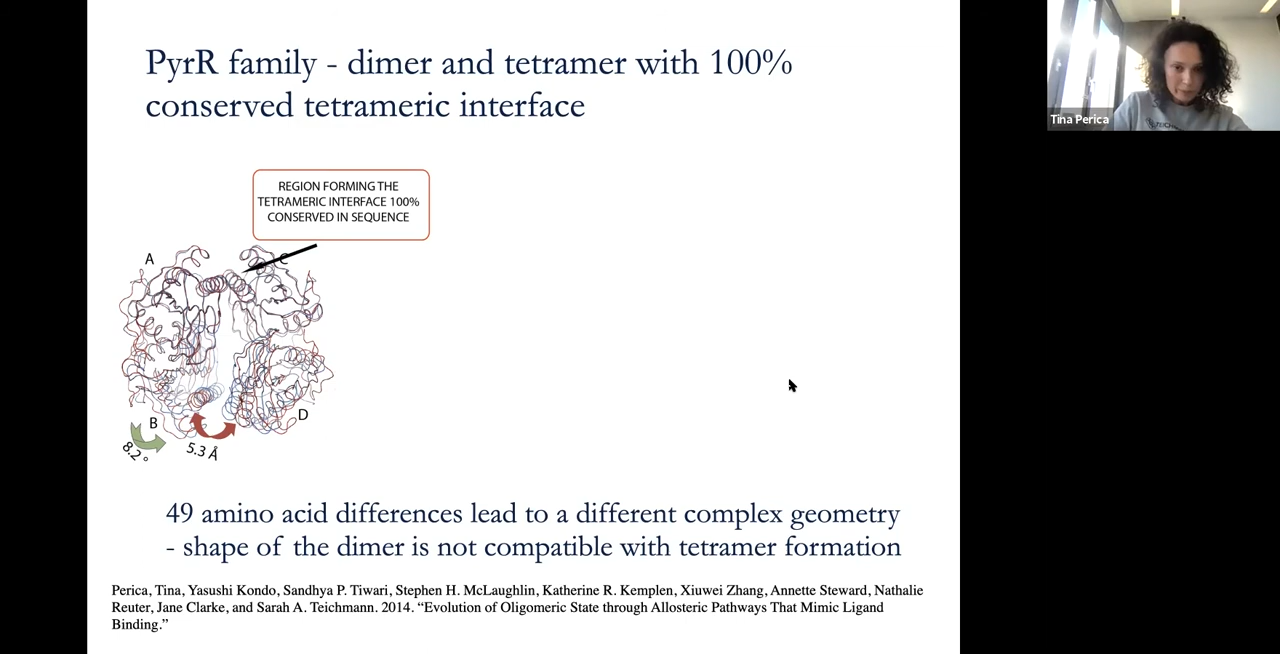 PyrR family - dimer and tetramer with 100%
conserved tetrameric interface
Tina Perica
REGION FORMING THE
TETRAMERIC INTERFACE 100%
CONSERVED IN SEQUENCE
A
C
B
D
8.2°
5.3 Å
49 amino acid differences lead to a different complex geometry
- shape of the dimer is not compatible with tetramer formation
Perica, Tina, Yasushi Kondo, Sandhya P. Tiwari, Stephen H. McLaughlin, Katherine R. Kemplen, Xiuwei Zhang, Annette Steward, Nathalie
Reuter, Jane Clarke, and Sarah A. Teichmann. 2014. “Evolution of Oligomeric State through Allosteric Pathways That Mimic Ligand
Binding.”